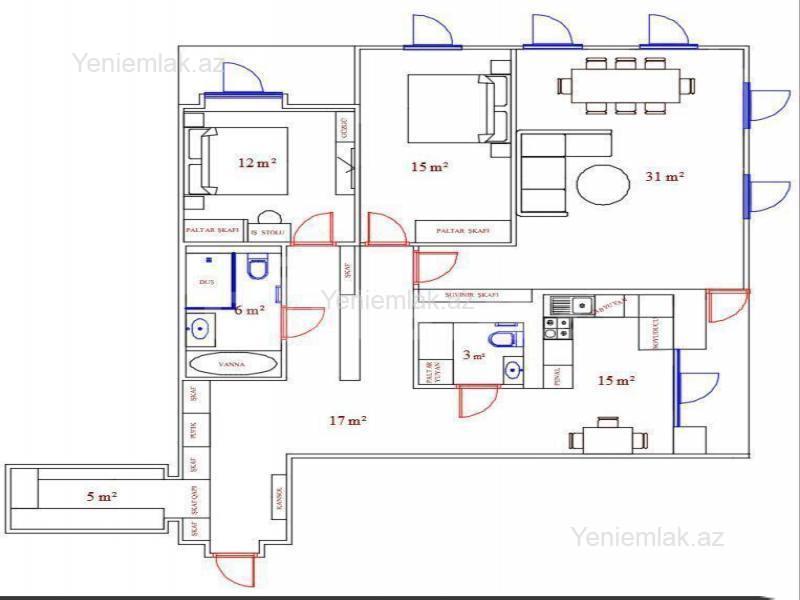 Yeniemlak.az
12 m²
GÜZGÜ
PALTAR ŞKAFI
İŞ STOLU
15 m²
PALTAR ŞKAFI
31 m²
DUŞ
6 m²
VANNA
ŞKAF
SUVINIR ŞKAFI
Yeniemlak.az
3 m²
PALTAR
YUYAN
PENAL
QABYUYAN
SOYUDUCU
15 m²
17 m²
ŞKAF
PUFİK
ŞKAF
ŞKAF QAPI
ŞKAF
KANSOL
5 m²
Yeniemlak.az